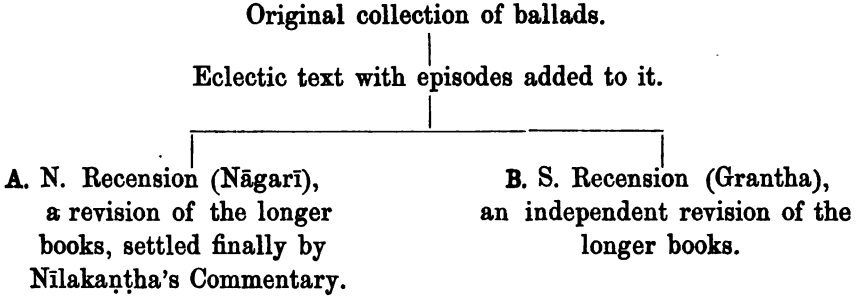 Original collection of ballads.
Eclectic text with episodes added to it.
A. N. Recension (Nāgarī),
a revision of the longer
books, settled finally by
Nīlakaṇṭha's Commentary.
B. S. Recension (Grantha),
an independent revision of the
longer books.